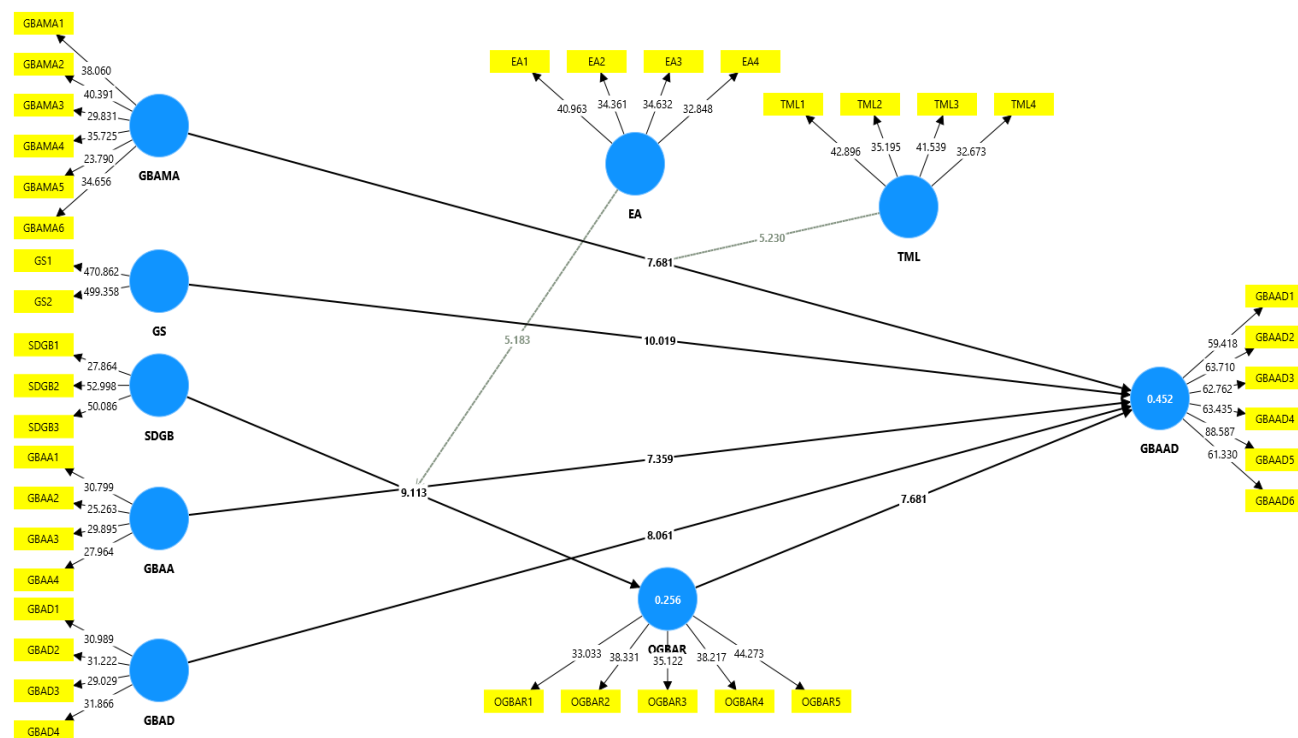 GBAMA1
GBAMA2
GBAMA3
GBAMA4
GBAMA5
GBAMA6
38.060
40.391
29.831
35.725
23.790
34.656
GBAMA
EA1
EA2
EA3
EA4
40.963
34.361
34.632
32.848
EA
TML1
TML2
TML3
TML4
42.896
35.195
41.539
32.673
TML
5.230
7.681
GS1
GS2
470.862
499.358
GS
5.183
10.019
SDGB1
SDGB2
SDGB3
27.864
52.998
50.086
SDGB
GBAAD1
GBAAD2
GBAAD3
GBAAD4
GBAAD5
GBAAD6
59.418
63.710
62.762
63.435
88.587
61.330
0.452
GBAAD
GBAA1
GBAA2
GBAA3
GBAA4
30.799
25.263
29.895
27.964
GBAA
7.359
9.113
7.681
8.061
GBAD1
GBAD2
GBAD3
GBAD4
30.989
31.222
29.029
31.866
GBAD
0.256
OGBAR
33.033
38.331
35.122
38.217
44.273
OGBAR1
OGBAR2
OGBAR3
OGBAR4
OGBAR5